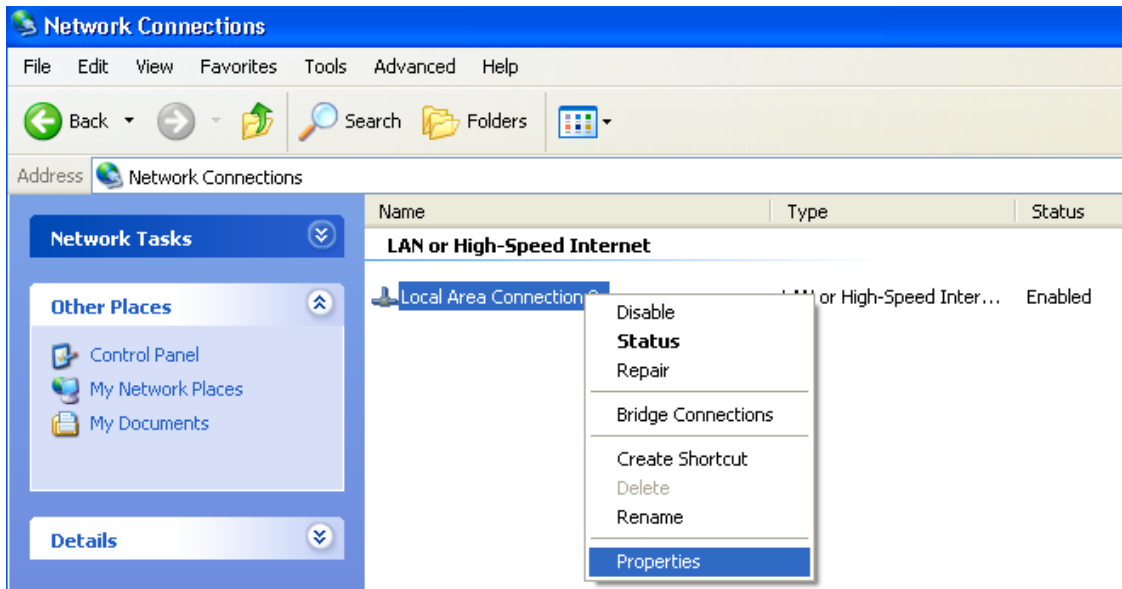 Network Connections
File Edit View Favorites Tools Advanced Help
Back Search Folders
Address Network Connections
Name Type Status
Network Tasks
LAN or High-Speed Internet
Other Places
Local Area Connection or High-Speed Inter... Enabled
Control Panel
My Network Places
My Documents
Details
Disable
Status
Repair
Bridge Connections
Create Shortcut
Delete
Rename
Properties